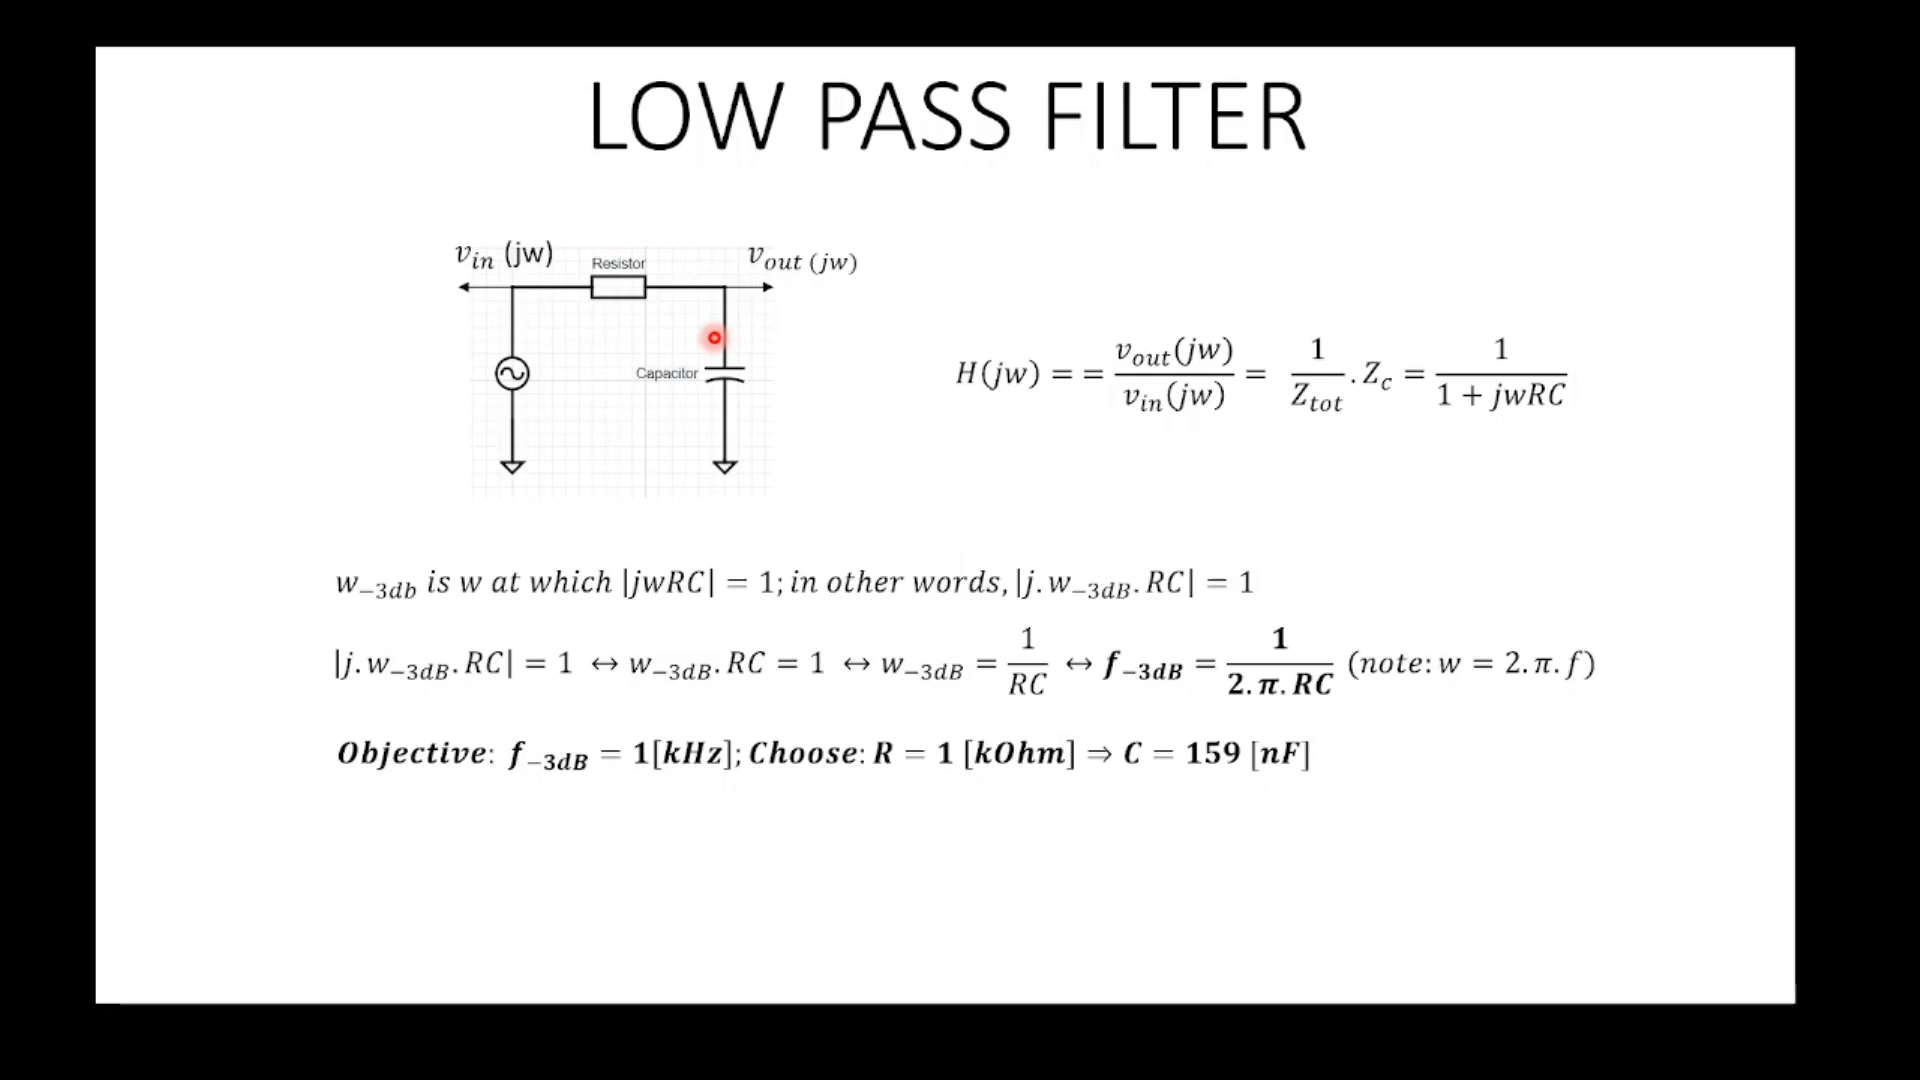 LOW PASS FILTER
v_in (jw)
Resistor
v_out (jw)
Capacitor
H(jw) = = v_out(jw)/v_in(jw) = 1/Z_tot . Z_c = 1/(1 + jwRC)
w_−3db is w at which |jwRC| = 1; in other words, |j. w_−3dB. RC| = 1
|j. w_−3dB. RC| = 1 ↔ w_−3dB. RC = 1 ↔ w_−3dB = 1/RC ↔ f_−3dB = 1/(2. π. RC) (note: w = 2. π. f)
Objective: f_−3dB = 1[kHz]; Choose: R = 1 [kOhm] ⇒ C = 159 [nF]